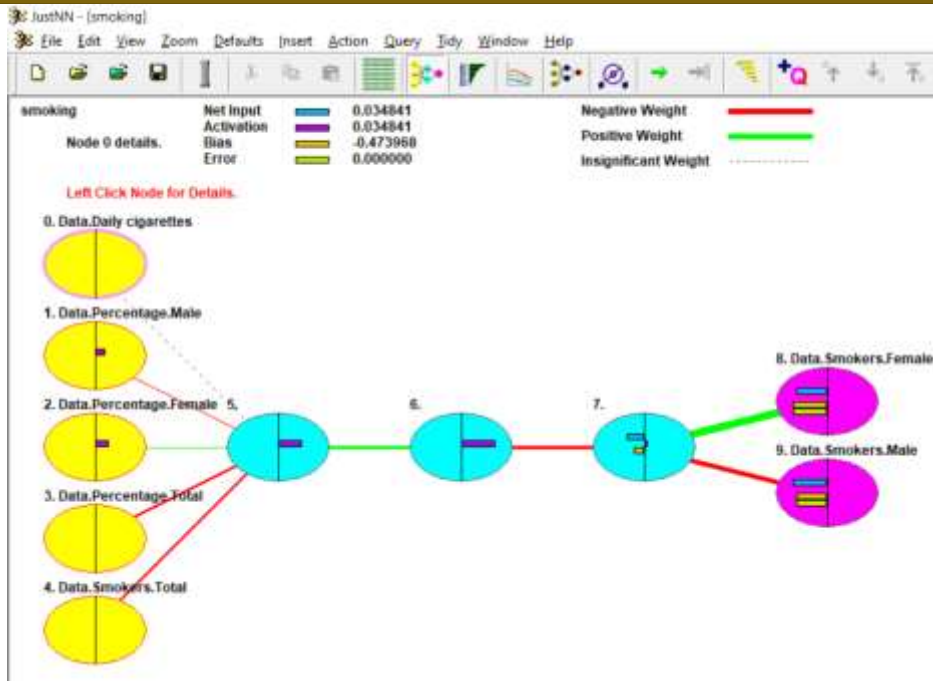 JustNN - [smoking]
File Edit View Zoom Defaults Insert Action Query Tidy Window Help
Q
smoking
Node 0 details.
Net Input 0.034841
Activation 0.034841
Bias -0.473968
Error 0.000000
Negative Weight
Positive Weight
Insignificant Weight
Left Click Node for Details.
0. Data.Daily cigarettes
1. Data.Percentage.Male
2. Data.Percentage.Female
3. Data.Percentage.Total
4. Data.Smokers.Total
5.
6.
7.
8. Data.Smokers.Female
9. Data.Smokers.Male